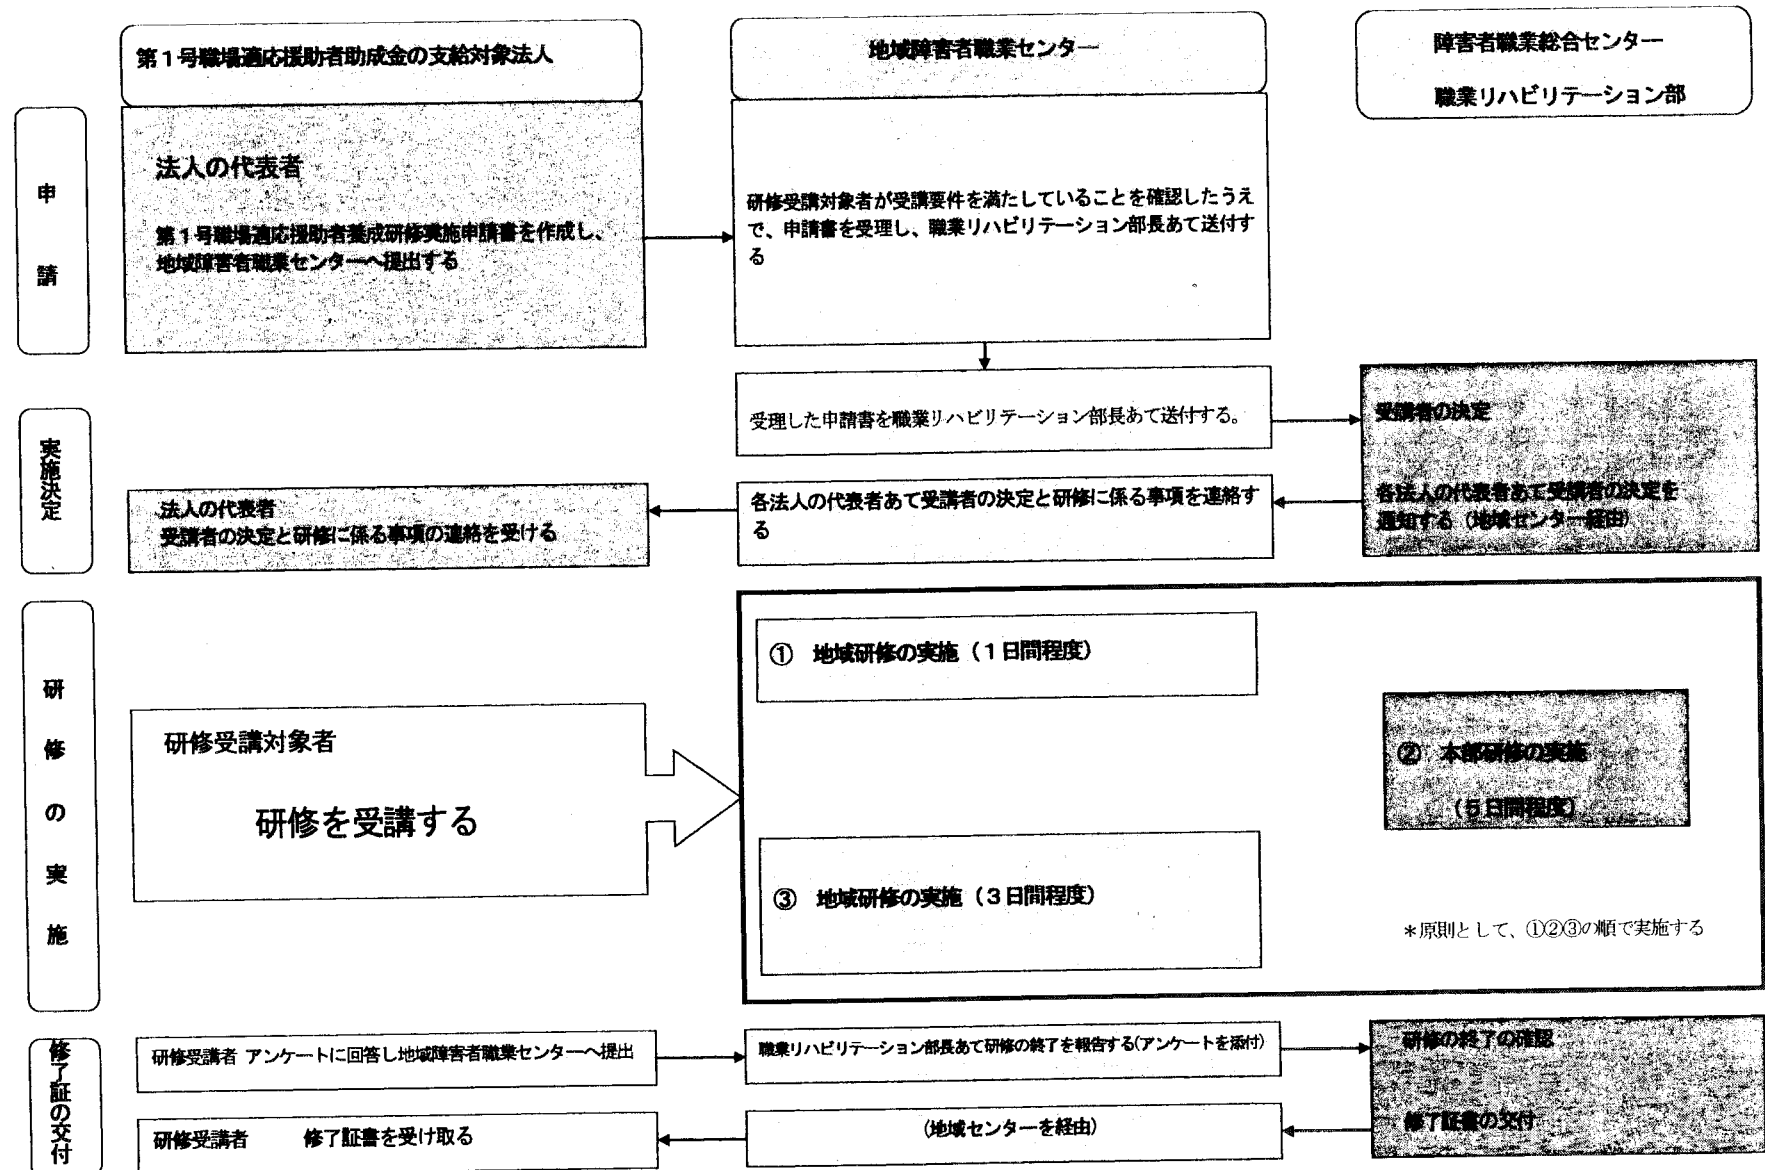 第１号職場適応援助者助成金の支給対象法人
地域障害者職業センター
障害者職業総合センター
職業リハビリテーション部
申請
法人の代表者
第１号職場適応援助者養成研修実施申請書を作成し、
地域障害者職業センターへ提出する
研修受講対象者が受講要件を満たしていることを確認したうえ
で、申請書を受理し、職業リハビリテーション部長あて送付す
る
実施決定
受理した申請書を職業リハビリテーション部長あて送付する。
受講者の決定
各法人の代表者あて受講者の決定を
通知する（地域センター経由）
各法人の代表者あて受講者の決定と研修に係る事項を連絡す
る
法人の代表者
受講者の決定と研修に係る事項の連絡を受ける
研修の実施
研修受講対象者
研修を受講する
① 地域研修の実施（１日間程度）
② 本部研修の実施
（５日間程度）
③ 地域研修の実施（３日間程度）
＊原則として、①②③の順で実施する
修了証の交付
研修受講者 アンケートに回答し地域障害者職業センターへ提出
職業リハビリテーション部長あて研修の終了を報告する(アンケートを添付)
研修の終了の確認
修了証書の交付
(地域センターを経由)
研修受講者 修了証書を受け取る